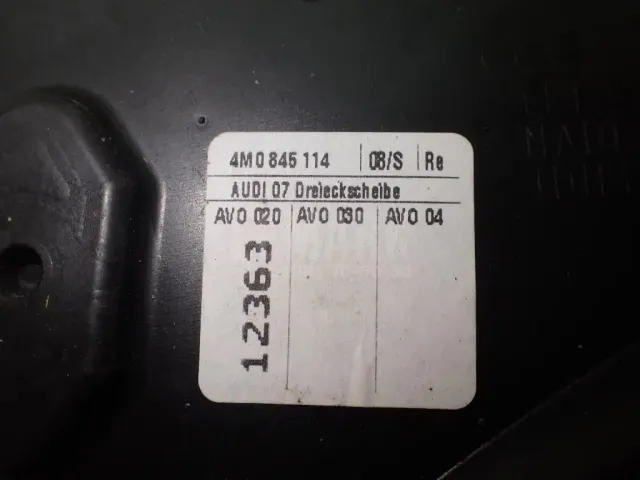 4M0 845 114 08/S Re
AUDI 07 Dreieckscheibe
AVO 020 AVO 030 AVO 04
12363